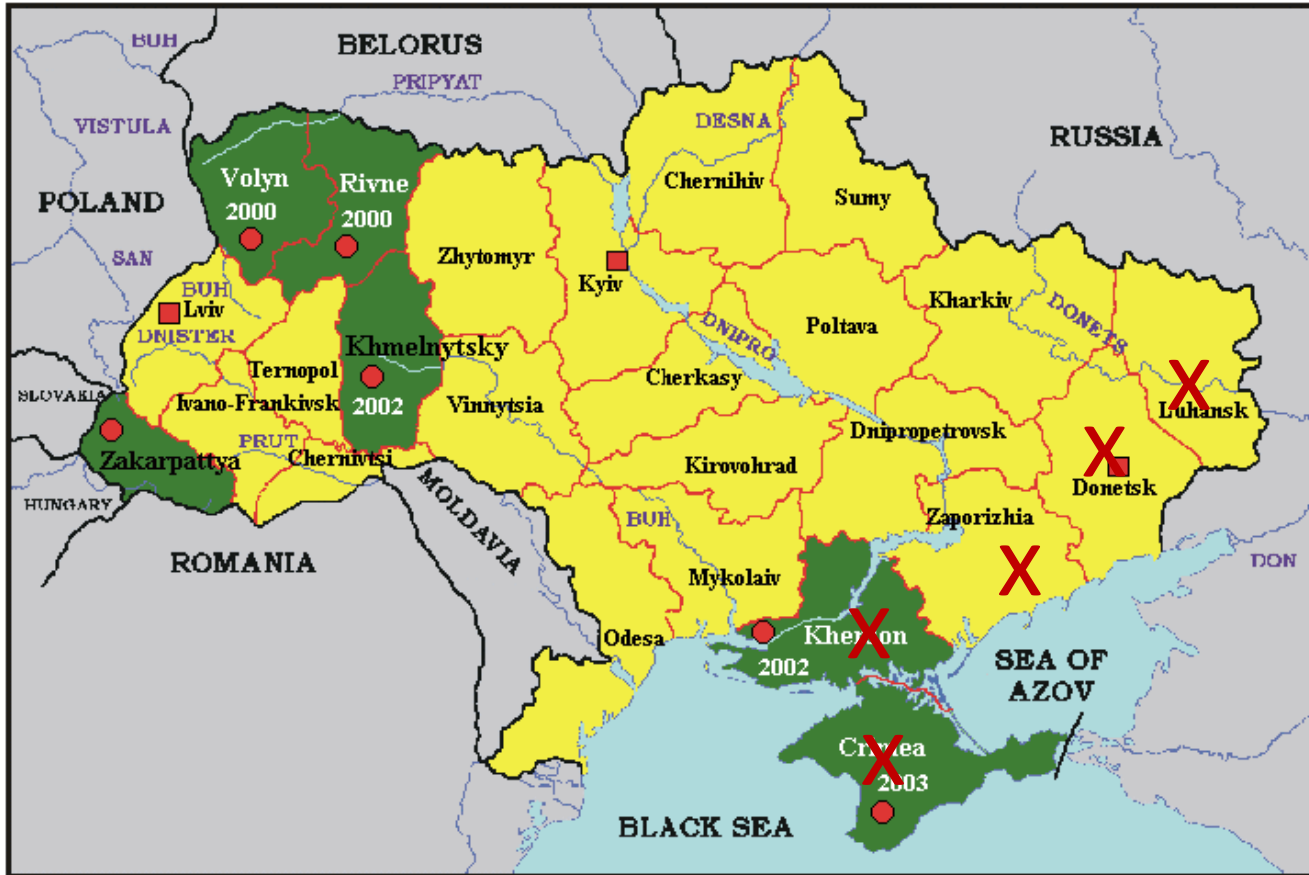 BUH
BELORUS
PRIPYAT
VISTULA
DESNA
RUSSIA
Volyn
2000
Rivne
2000
Chernihiv
Sumy
POLAND
SAN
Zhytomyr
BUH
Lviv
Kyiv
Kharkiv
DONETS
DNISTER
DNIPRO
Poltava
Khmelnytsky
2002
Ternopol
SLOVAKIA
Ivano-Frankivsk
Vinnytsia
Cherkasy
X
Luhansk
Dnipropetrovsk
PRUT
Chernivtsi
Zakarpattya
Kirovohrad
X
Donetsk
HUNGARY
MOLDAVIA
BUH
Zaporizhia
X
ROMANIA
Mykolaiv
DON
Odesa
Kherson
X
2002
SEA OF
AZOV
Crimea
X
2003
BLACK SEA